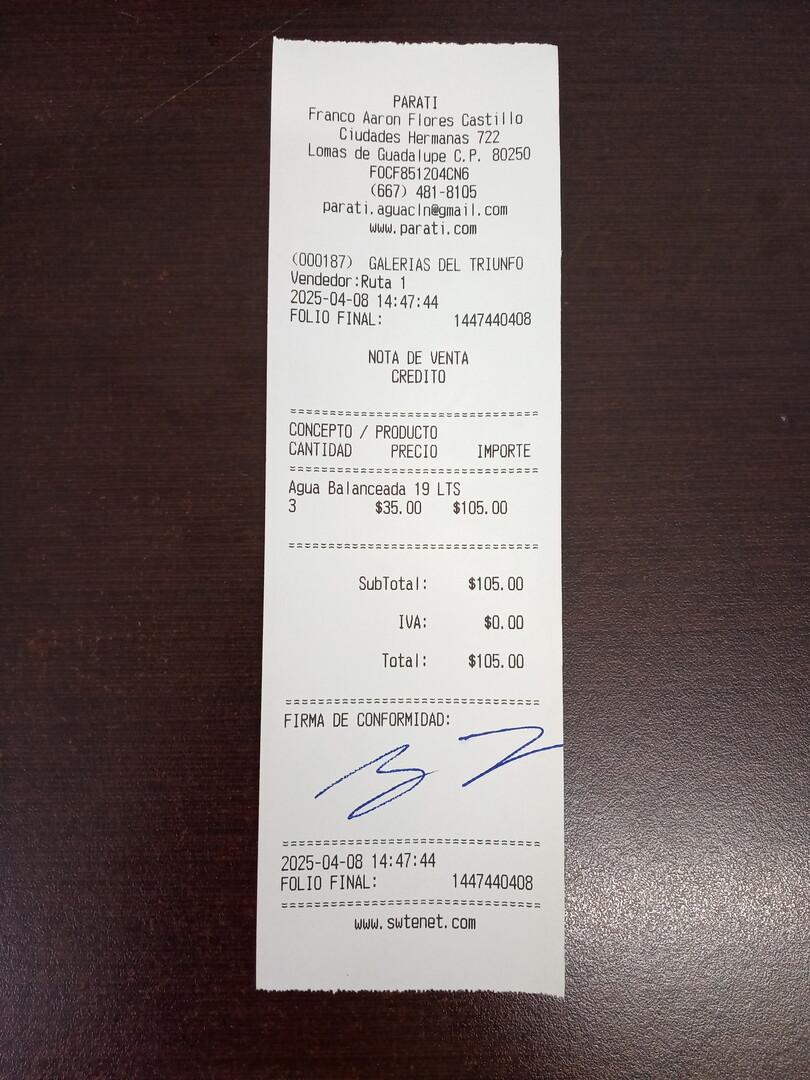 PARATI
Franco Aaron Flores Castillo
Ciudades Hermanas 722
Lomas de Guadalupe C.P. 80250
FOCF851204CN6
(667) 481-8105
parati.aguacln@gmail.com
www.parati.com
(000187) GALERIAS DEL TRIUNFO
Vendedor:Ruta 1
2025-04-08 14:47:44
FOLIO FINAL: 1447440408
NOTA DE VENTA
CREDITO
================================
CONCEPTO / PRODUCTO
CANTIDAD PRECIO IMPORTE
================================
Agua Balanceada 19 LTS
3 $35.00 $105.00
================================
SubTotal: $105.00
IVA: $0.00
Total: $105.00
================================
FIRMA DE CONFORMIDAD:
================================
2025-04-08 14:47:44
FOLIO FINAL: 1447440408
================================
www.swtenet.com